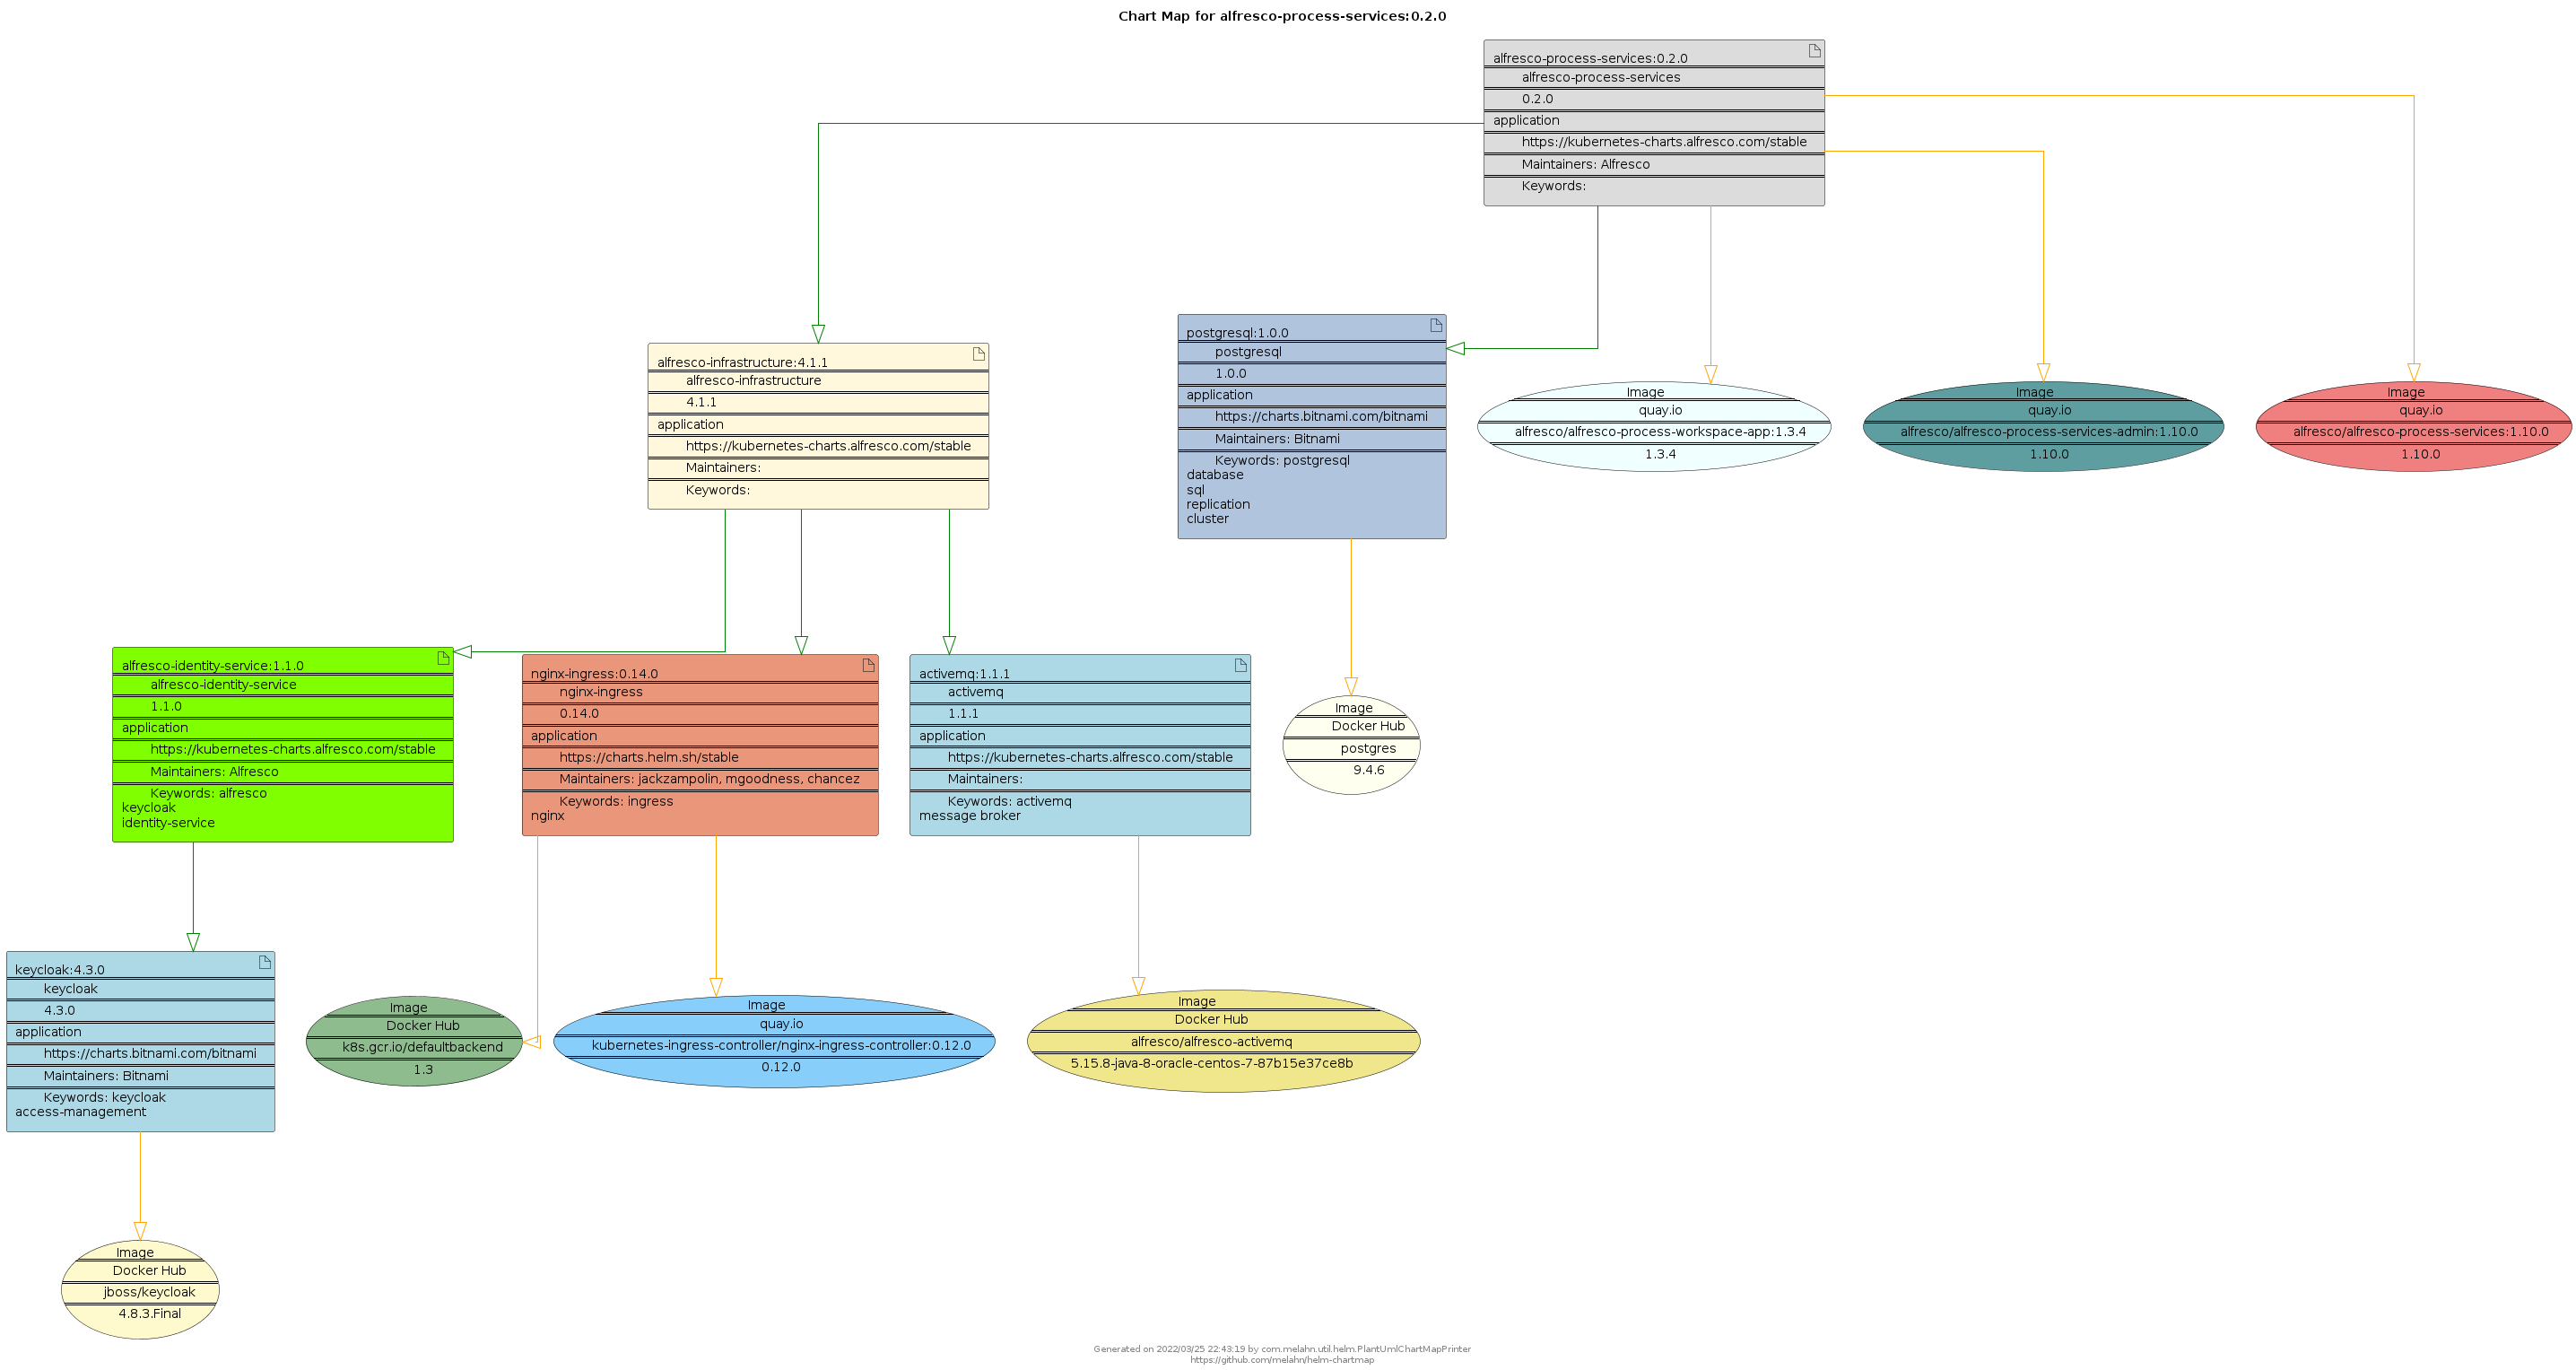 Chart Map for alfresco-process-services:0.2.0
alfresco-process-services:0.2.0
alfresco-process-services
0.2.0
application
https://kubernetes-charts.alfresco.com/stable
Maintainers: Alfresco
Keywords:
alfresco-infrastructure:4.1.1
alfresco-infrastructure
4.1.1
application
https://kubernetes-charts.alfresco.com/stable
Maintainers:
Keywords:
postgresql:1.0.0
postgresql
1.0.0
application
https://charts.bitnami.com/bitnami
Maintainers: Bitnami
Keywords: postgresql
database
sql
replication
cluster
Image
quay.io
alfresco/alfresco-process-workspace-app:1.3.4
1.3.4
Image
quay.io
alfresco/alfresco-process-services-admin:1.10.0
1.10.0
Image
quay.io
alfresco/alfresco-process-services:1.10.0
1.10.0
alfresco-identity-service:1.1.0
alfresco-identity-service
1.1.0
application
https://kubernetes-charts.alfresco.com/stable
Maintainers: Alfresco
Keywords: alfresco
keycloak
identity-service
nginx-ingress:0.14.0
nginx-ingress
0.14.0
application
https://charts.helm.sh/stable
Maintainers: jackzampolin, mgoodness, chancez
Keywords: ingress
nginx
activemq:1.1.1
activemq
1.1.1
application
https://kubernetes-charts.alfresco.com/stable
Maintainers:
Keywords: activemq
message broker
Image
Docker Hub
postgres
9.4.6
keycloak:4.3.0
keycloak
4.3.0
application
https://charts.bitnami.com/bitnami
Maintainers: Bitnami
Keywords: keycloak
access-management
Image
Docker Hub
k8s.gcr.io/defaultbackend
1.3
Image
quay.io
kubernetes-ingress-controller/nginx-ingress-controller:0.12.0
0.12.0
Image
Docker Hub
alfresco/alfresco-activemq
5.15.8-java-8-oracle-centos-7-87b15e37ce8b
Image
Docker Hub
jboss/keycloak
4.8.3.Final
Generated on 2022/03/25 22:43:19 by com.melahn.util.helm.PlantUmlChartMapPrinter
https://github.com/melahn/helm-chartmap